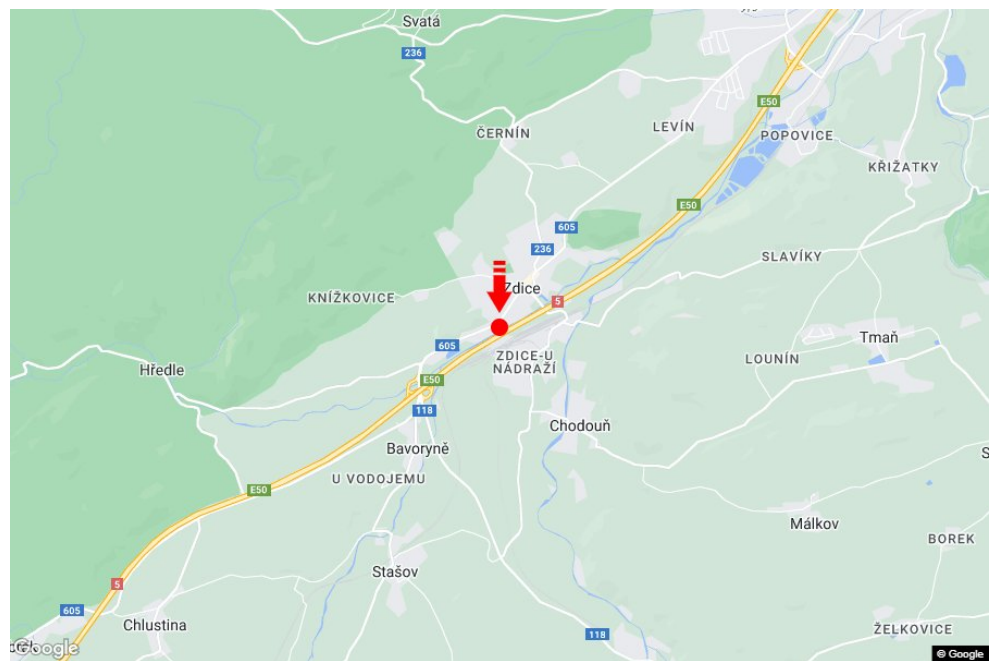 Svatá
236
E50
ČERNÍN
LEVÍN
POPOVICE
KŘIŽATKY
E50
605
236
SLAVÍKY
Zdice
KNÍŽKOVICE
5
605
ZDICE-U
NÁDRAŽÍ
Tmaň
LOUNÍN
Hředle
E50
118
Chodouň
Bavoryně
U VODOJEMU
E50
Málkov
BOREK
Stašov
5
605
Chlustina
118
ŽELKOVICE
Google
© Google